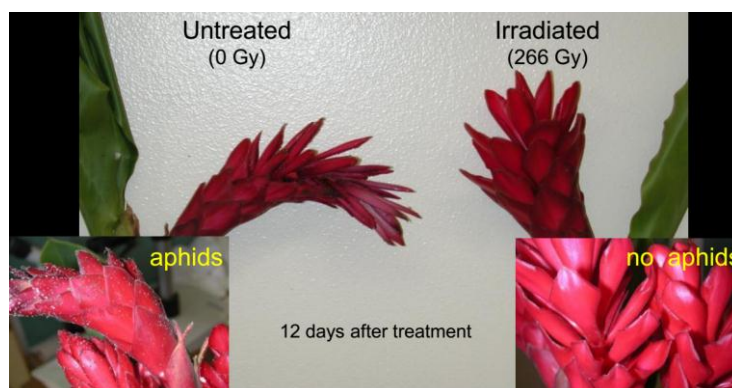 Untreated
(0 Gy)
Irradiated
(266 Gy)
aphids
no aphids
12 days after treatment